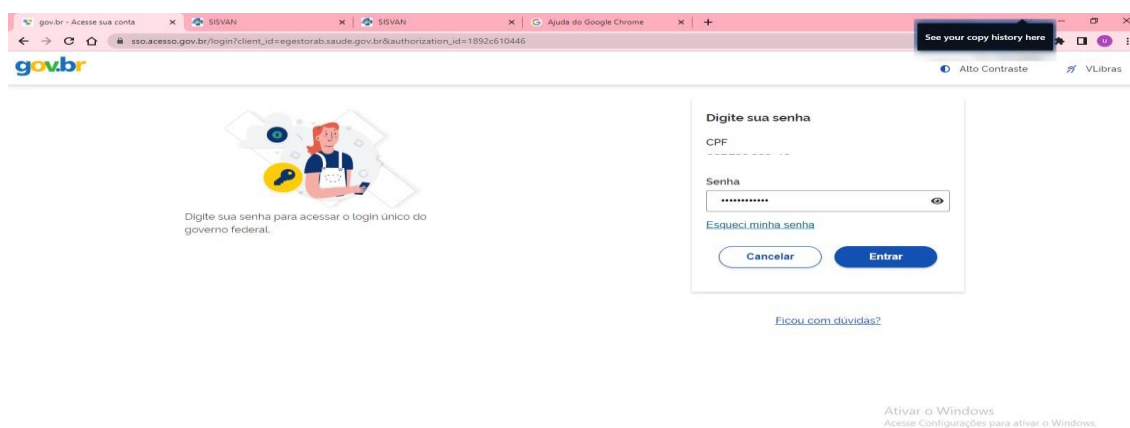 gov.br - Acesse sua conta
SISVAN
SISVAN
Ajuda do Google Chrome
sso.acesso.gov.br/login?client_id=egestorab.saude.gov.br&authorization_id=1892c610446
See your copy history here
gov.br
Alto Contraste
VLibras
Digite sua senha
CPF
Senha
Digite sua senha para acessar o login único do
governo federal.
Esqueci minha senha
Cancelar
Entrar
Ficou com dúvidas?
Ativar o Windows
Acesse Configurações para ativar o Windows.